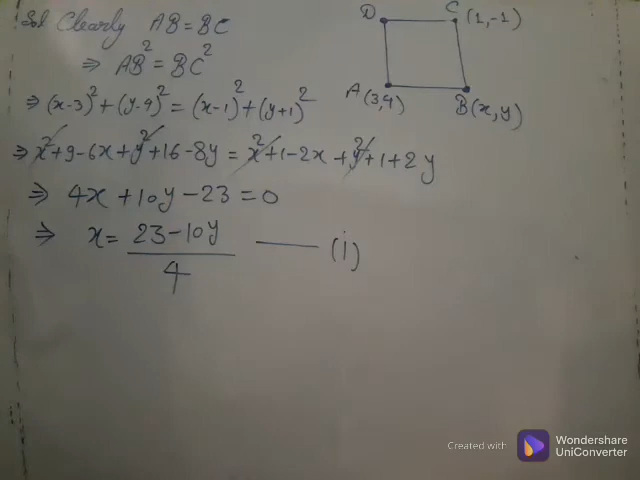 Sol Clearly AB=BC
⇒ AB²=BC²
⇒(x-3)²+(y-4)²=(x-1)²+(y+1)²
⇒x²+9-6x+y²+16-8y=x²+1-2x+y²+1+2y
⇒ 4x+10y-23=0
⇒ x= 23-10y
4
—— (i)
D
C (1,-1)
A(3,4)
B(x,y)
Created with Wondershare UniConverter